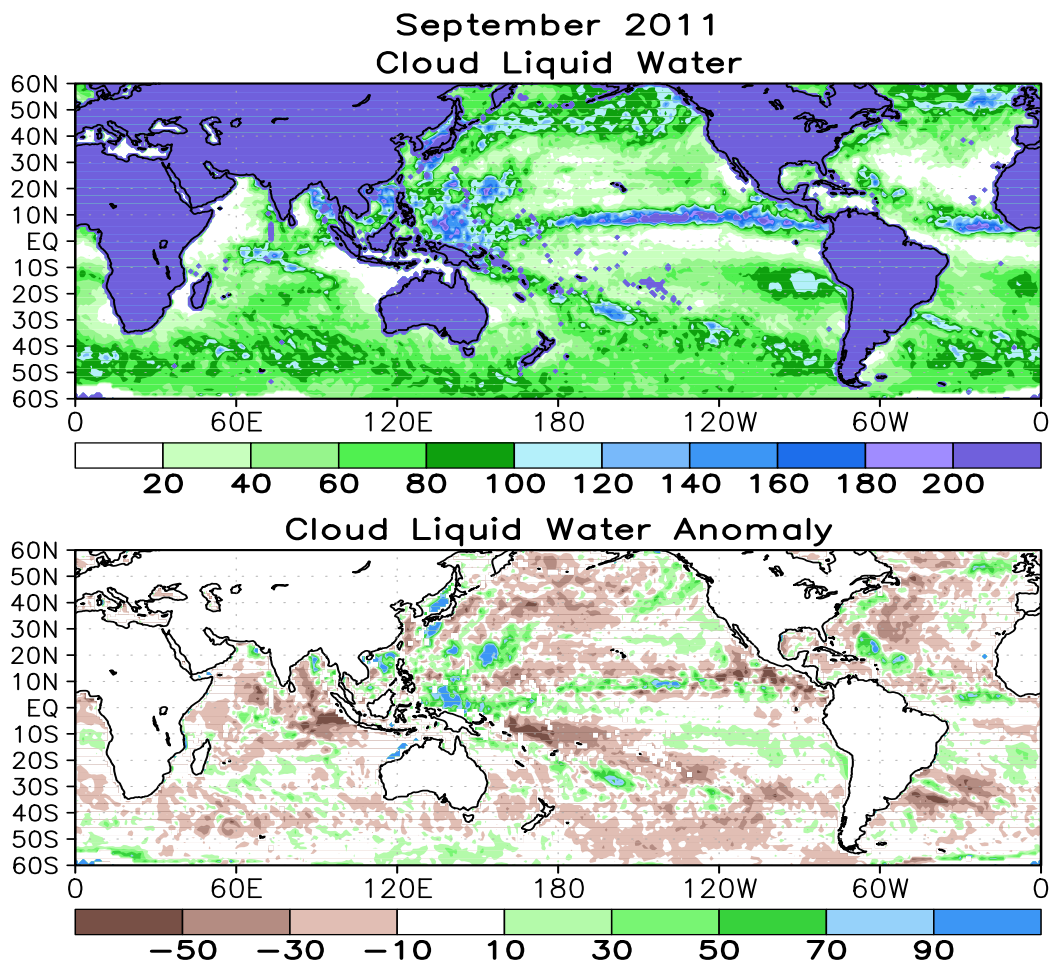 September 2011
Cloud Liquid Water
60N
50N
40N
30N
20N
10N
EQ
10S
20S
30S
40S
50S
60S
0 60E 120E 180 120W 60W 0
20 40 60 80 100 120 140 160 180 200
Cloud Liquid Water Anomaly
60N
50N
40N
30N
20N
10N
EQ
10S
20S
30S
40S
50S
60S
0 60E 120E 180 120W 60W 0
−50 −30 −10 10 30 50 70 90